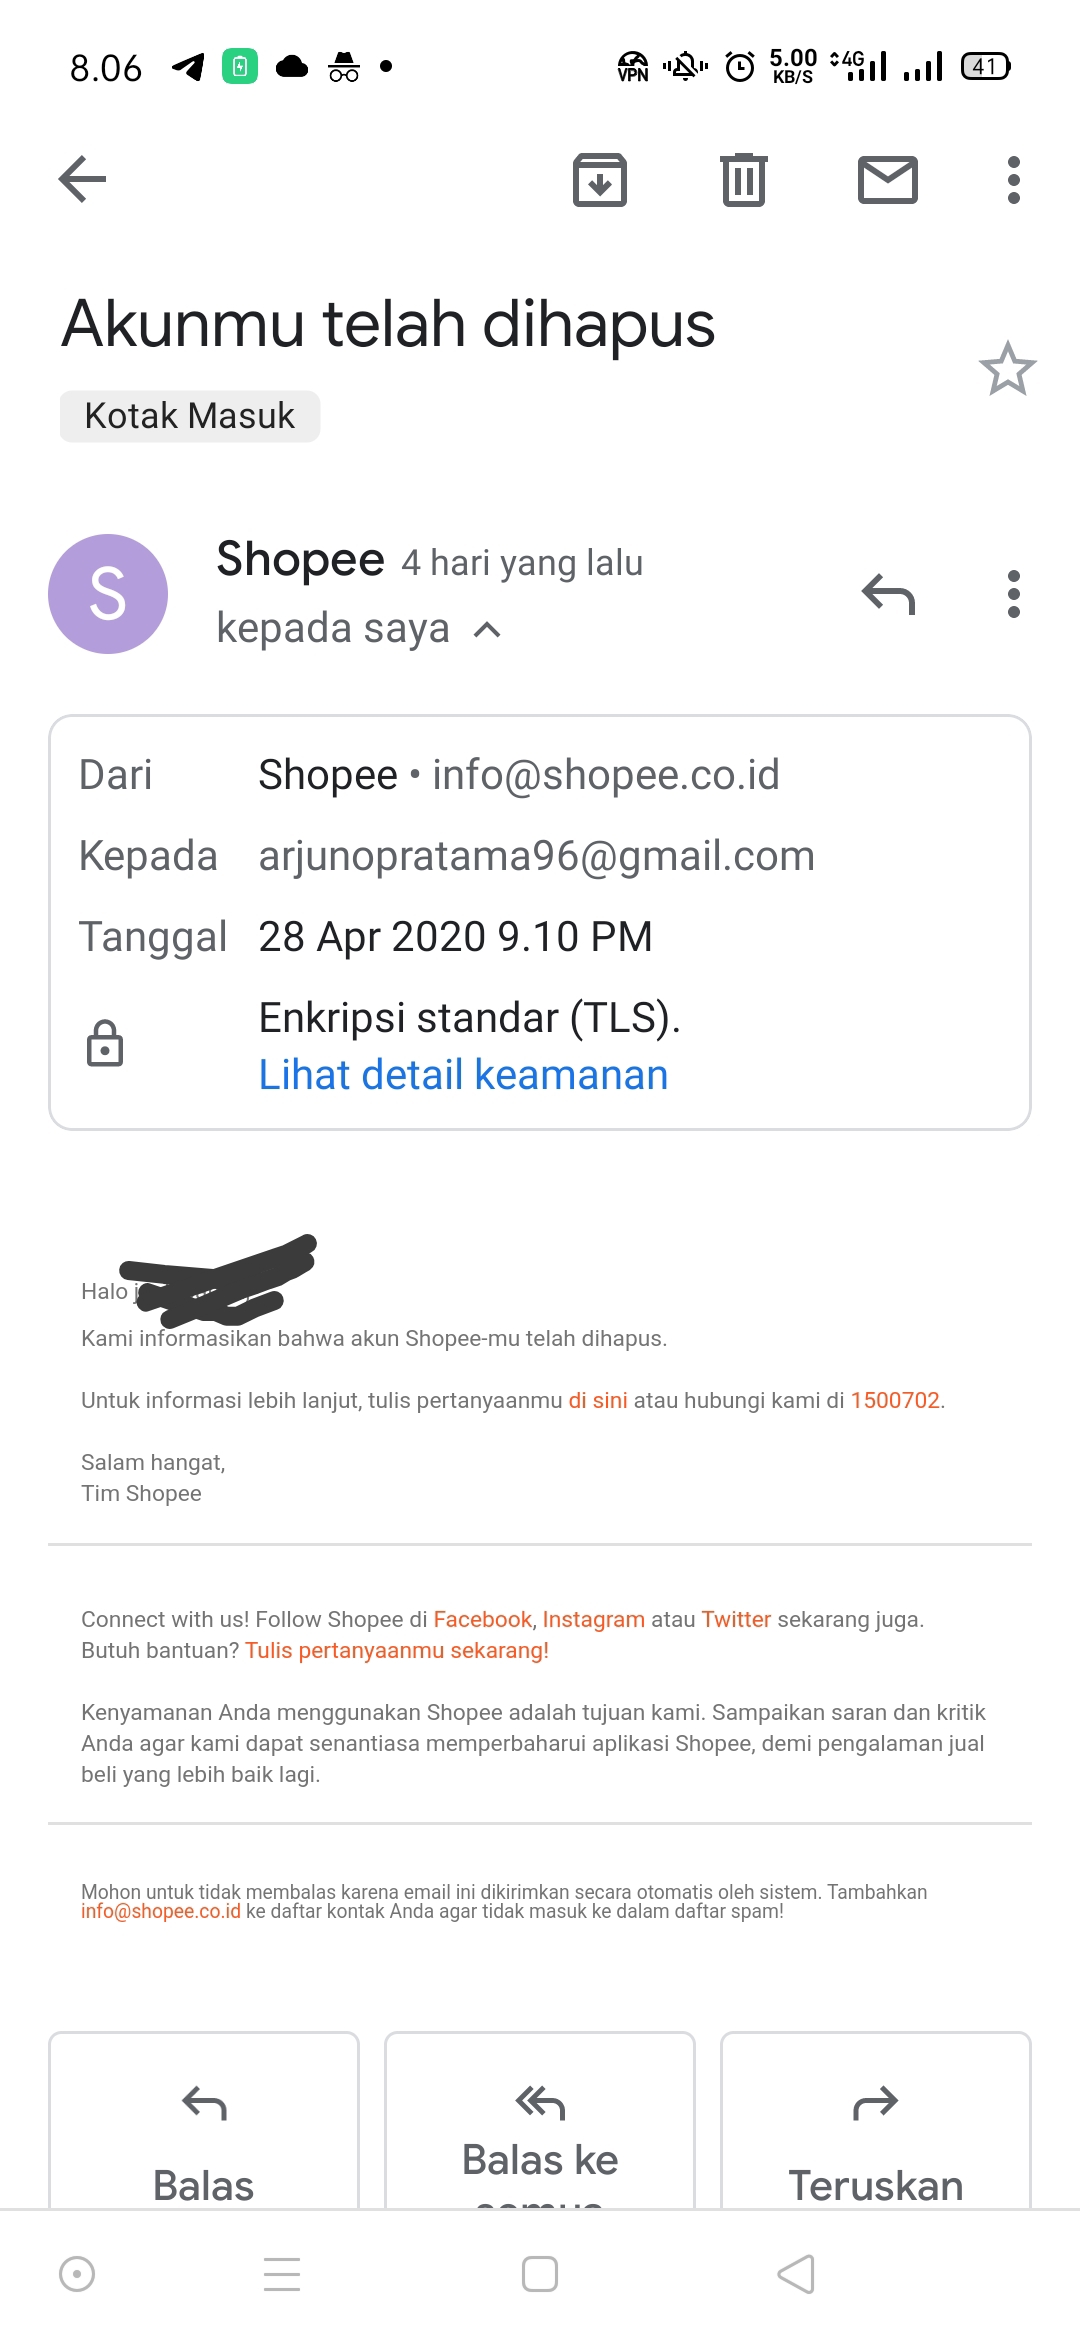 8.06
VPN
5.00
KB/S
4G
41
Akunmu telah dihapus
Kotak Masuk
S
Shopee 4 hari yang lalu
kepada saya
Dari Shopee • info@shopee.co.id
Kepada arjunopratama96@gmail.com
Tanggal 28 Apr 2020 9.10 PM
Enkripsi standar (TLS).
Lihat detail keamanan
Halo
Kami informasikan bahwa akun Shopee-mu telah dihapus.
Untuk informasi lebih lanjut, tulis pertanyaanmu di sini atau hubungi kami di 1500702.
Salam hangat,
Tim Shopee
Connect with us! Follow Shopee di Facebook, Instagram atau Twitter sekarang juga.
Butuh bantuan? Tulis pertanyaanmu sekarang!
Kenyamanan Anda menggunakan Shopee adalah tujuan kami. Sampaikan saran dan kritik
Anda agar kami dapat senantiasa memperbaharui aplikasi Shopee, demi pengalaman jual
beli yang lebih baik lagi.
Mohon untuk tidak membalas karena email ini dikirimkan secara otomatis oleh sistem. Tambahkan
info@shopee.co.id ke daftar kontak Anda agar tidak masuk ke dalam daftar spam!
Balas
Balas ke
Teruskan